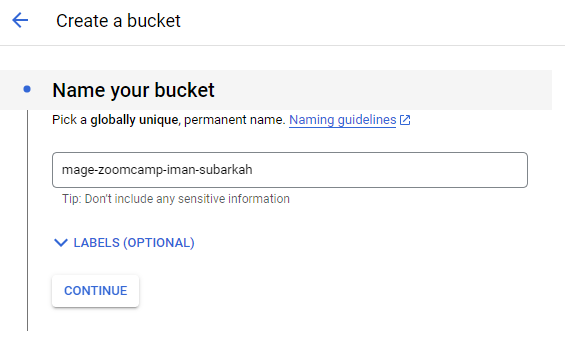 Create a bucket
Name your bucket
Pick a globally unique, permanent name. Naming guidelines
mage-zoomcamp-iman-subarkah
Tip: Don't include any sensitive information
LABELS (OPTIONAL)
CONTINUE